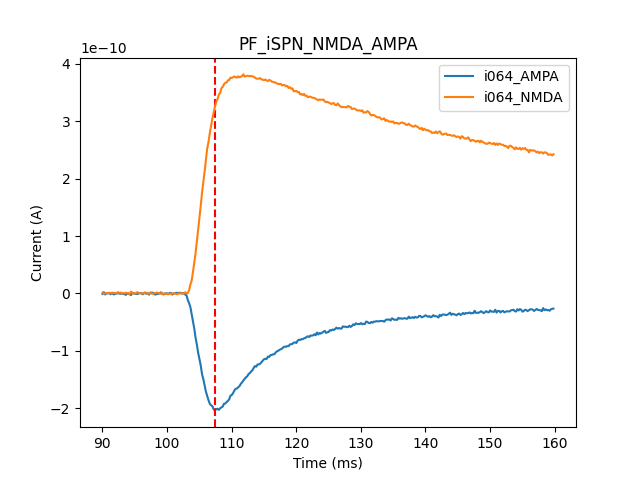 PF_iSPN_NMDA_AMPA
1e−10
i064_AMPA
i064_NMDA
4
3
2
1
0
−1
−2
Current (A)
90 100 110 120 130 140 150 160
Time (ms)